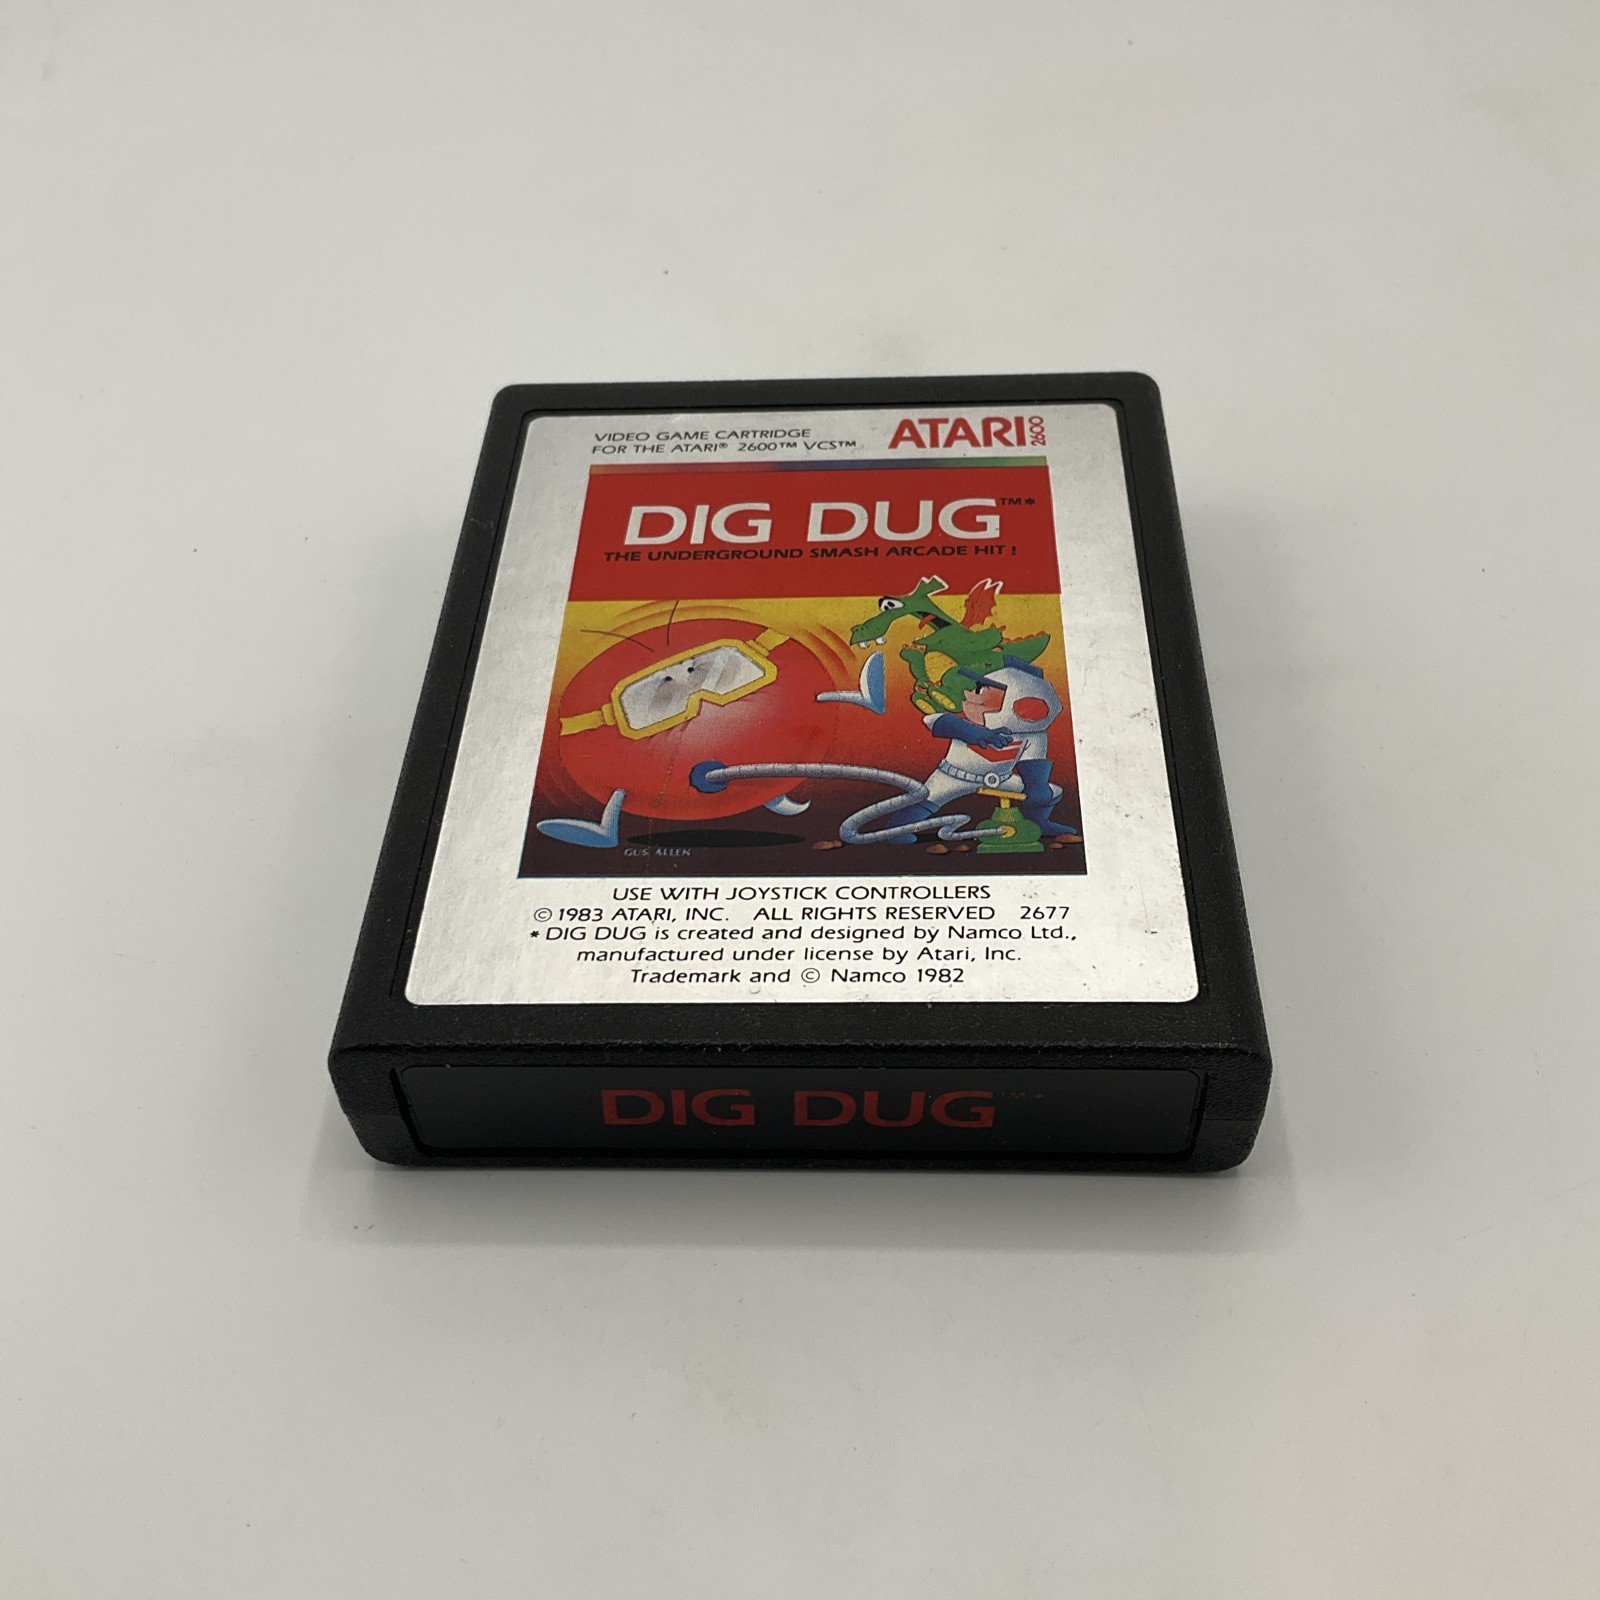 VIDEO GAME CARTRIDGE
FOR THE ATARI® 2600™ VCS™
ATARI 2600
DIG DUG™*
THE UNDERGROUND SMASH ARCADE HIT!
GUS ALLEN
USE WITH JOYSTICK CONTROLLERS
© 1983 ATARI, INC. ALL RIGHTS RESERVED 2677
* DIG DUG is created and designed by Namco Ltd.,
manufactured under license by Atari, Inc.
Trademark and © Namco 1982
DIG DUG™*